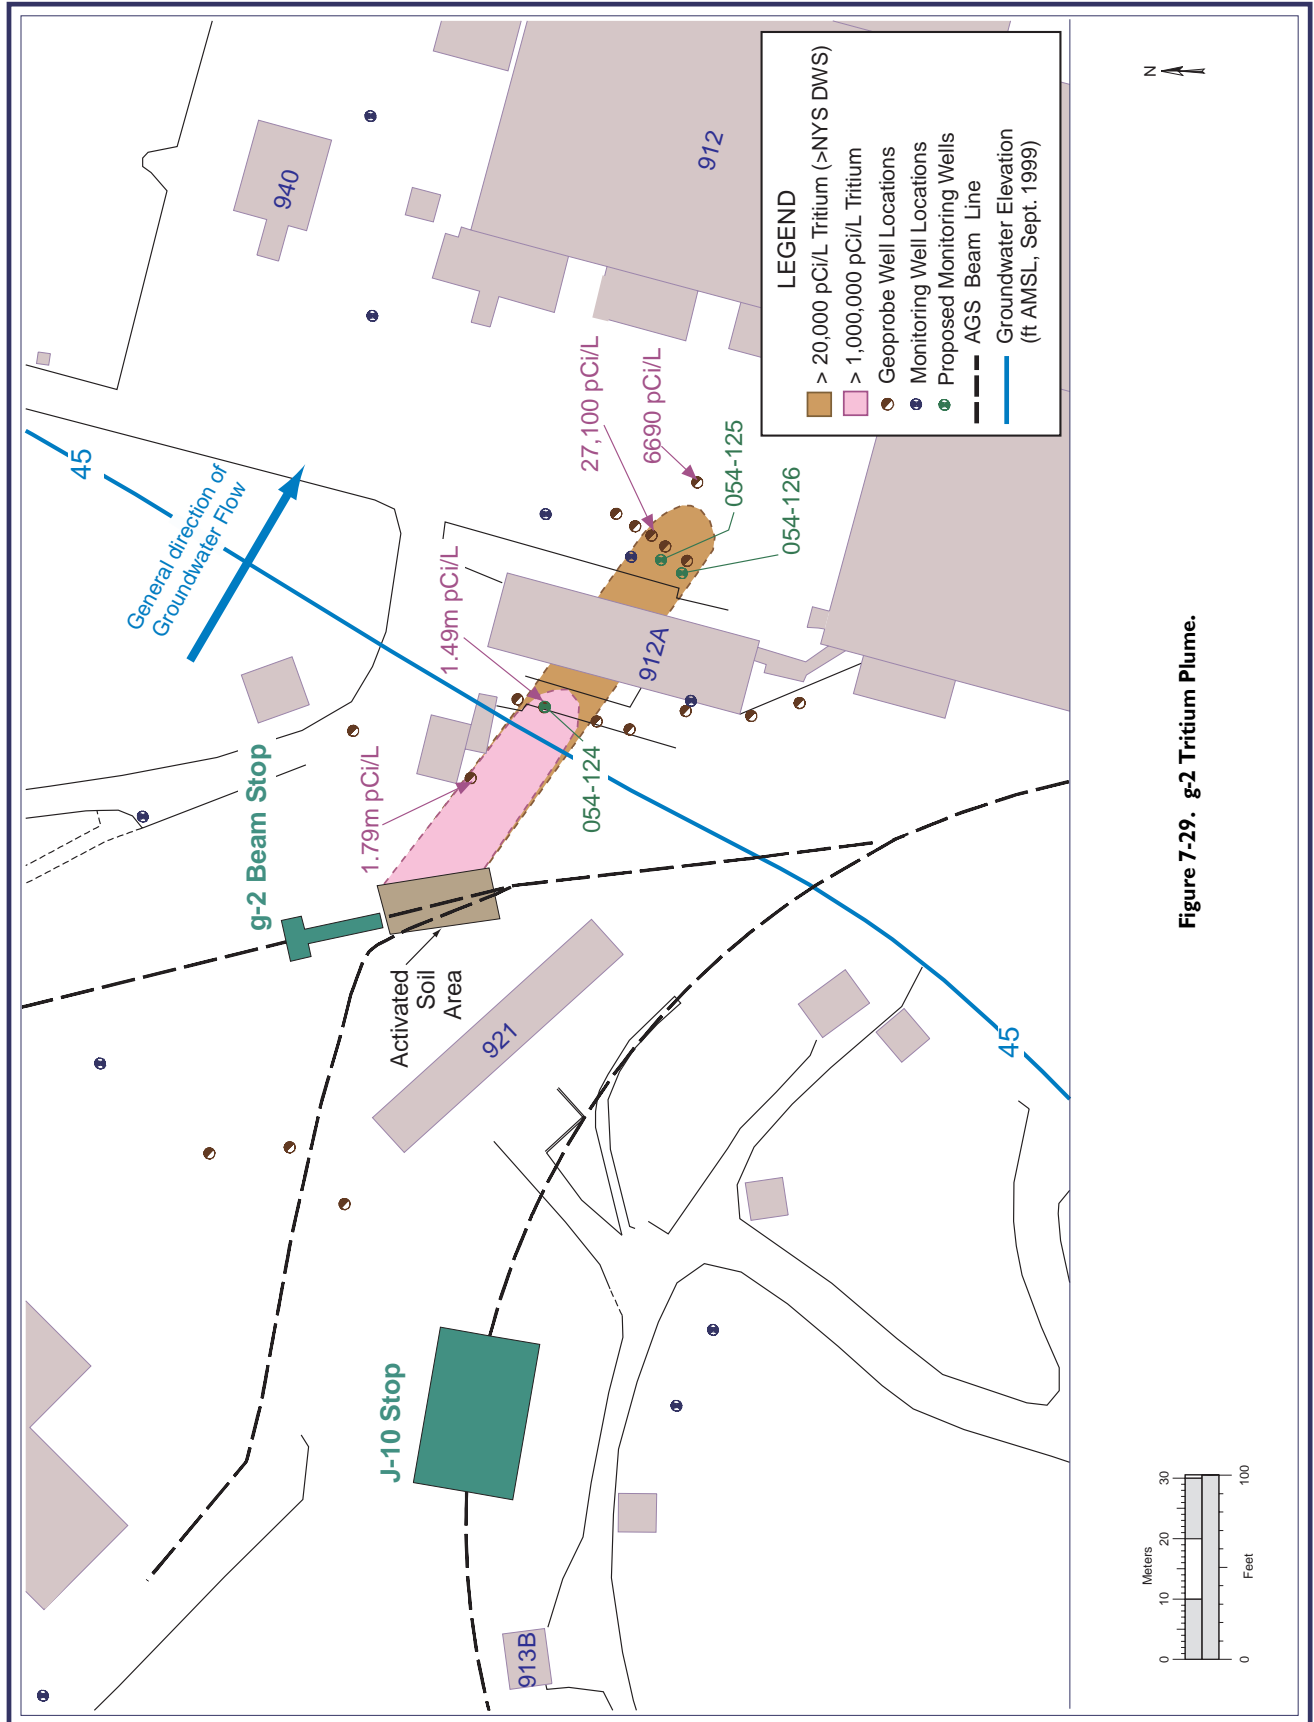 940
912
45
General direction of
Groundwater Flow
g-2 Beam Stop
1.79m pCi/L
1.49m pCi/L
27,100 pCi/L
6690 pCi/L
054-125
054-126
054-124
912A
Activated
Soil
Area
921
45
J-10 Stop
913B
LEGEND
> 20,000 pCi/L Tritium (>NYS DWS)
> 1,000,000 pCi/L Tritium
Geoprobe Well Locations
Monitoring Well Locations
Proposed Monitoring Wells
AGS Beam Line
Groundwater Elevation
(ft AMSL, Sept. 1999)
N
Meters
0 10 20 30
0 100
Feet
Figure 7-29. g-2 Tritium Plume.